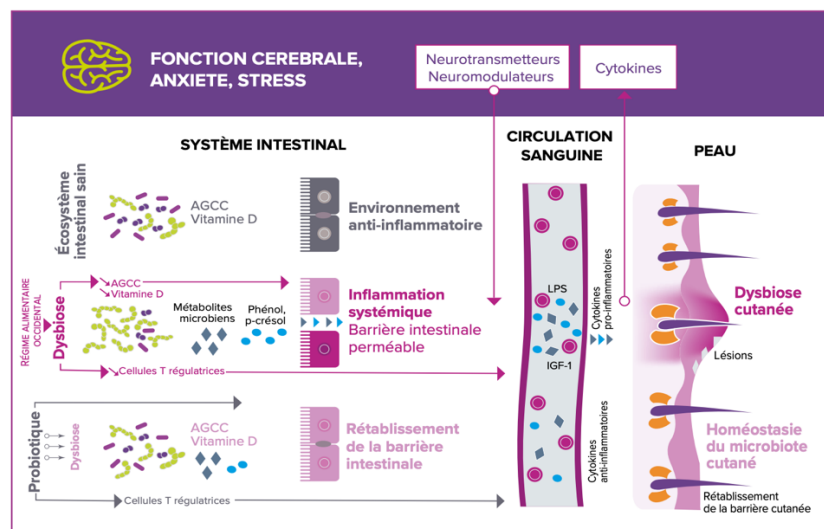 FONCTION CEREBRALE,
ANXIETE, STRESS
Neurotransmetteurs
Neuromodulateurs
Cytokines
SYSTÈME INTESTINAL
CIRCULATION
SANGUINE
PEAU
Écosystème
intestinal sain
AGCC
Vitamine D
Environnement
anti-inflammatoire
RÉGIME ALIMENTAIRE
OCCIDENTAL
Dysbiose
AGCC
Vitamine D
Métabolites
microbiens
Phénol,
p-crésol
Inflammation
systémique
Barrière intestinale
perméable
Cellules T régulatrices
LPS
IGF-1
Cytokines
pro-inflammatoires
Dysbiose
cutanée
Lésions
Probiotique
Dysbiose
AGCC
Vitamine D
Rétablissement
de la barrière
intestinale
Cellules T régulatrices
Cytokines
anti-inflammatoires
Homéostasie
du microbiote
cutané
Rétablissement
de la barrière cutanée